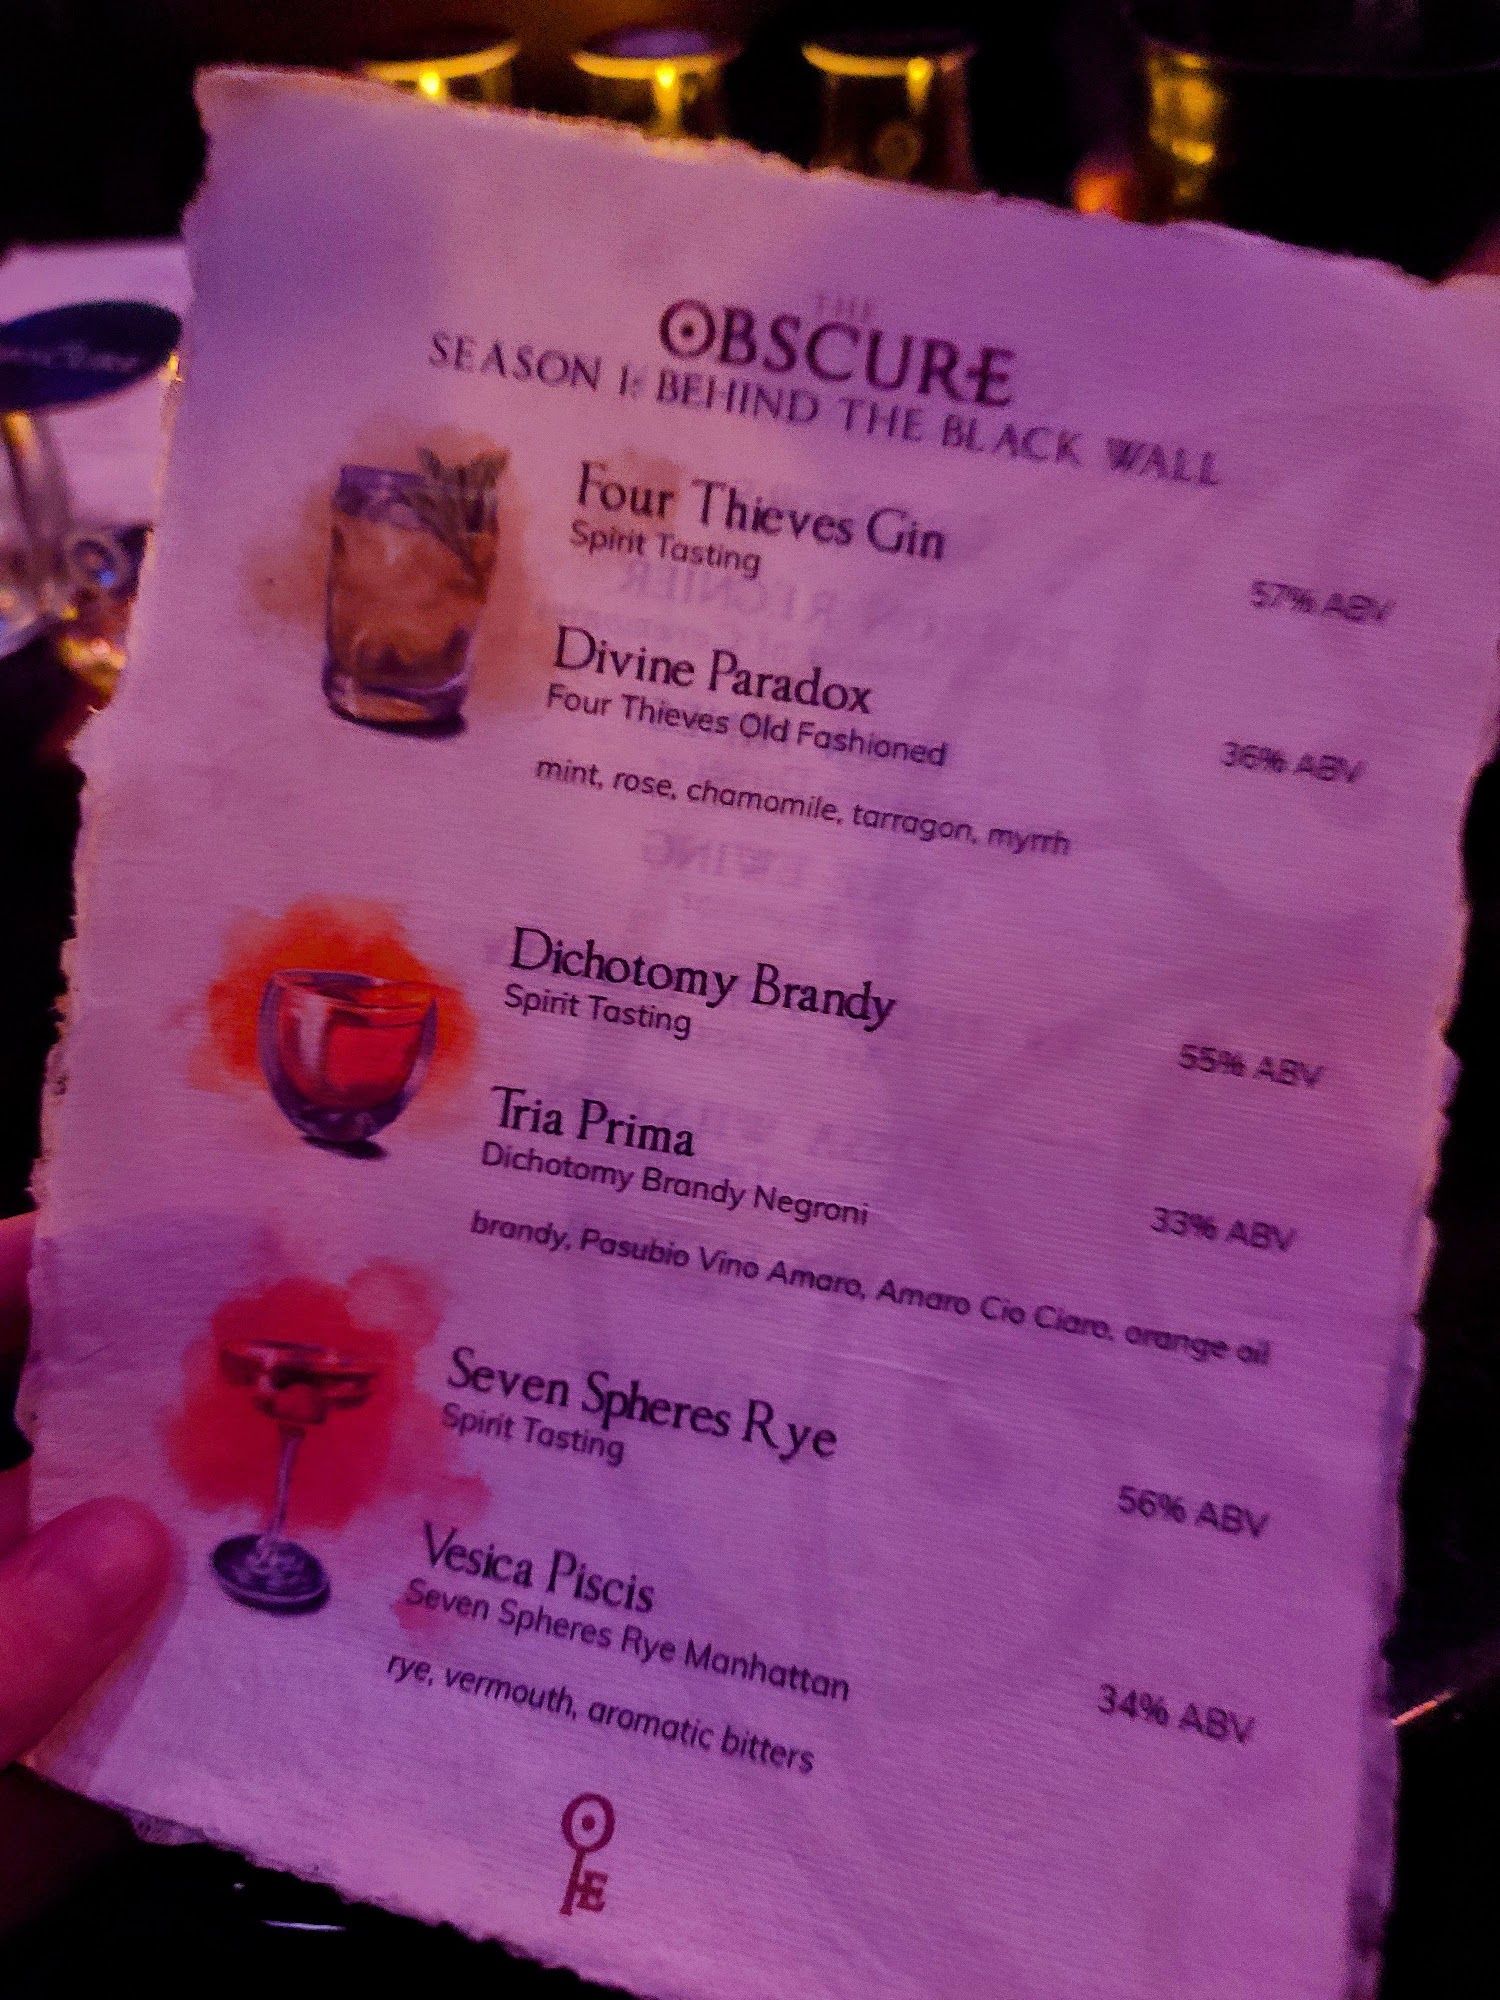 THE
OBSCURE
SEASON I: BEHIND THE BLACK WALL
Four Thieves Gin
Spirit Tasting
57% ABV
Divine Paradox
Four Thieves Old Fashioned
36% ABV
mint, rose, chamomile, tarragon, myrrh
Dichotomy Brandy
Spirit Tasting
55% ABV
Tria Prima
Dichotomy Brandy Negroni
33% ABV
brandy, Pasubio Vino Amaro, Amaro Cio Ciaro, orange oil
Seven Spheres Rye
Spirit Tasting
56% ABV
Vesica Piscis
Seven Spheres Rye Manhattan
34% ABV
rye, vermouth, aromatic bitters